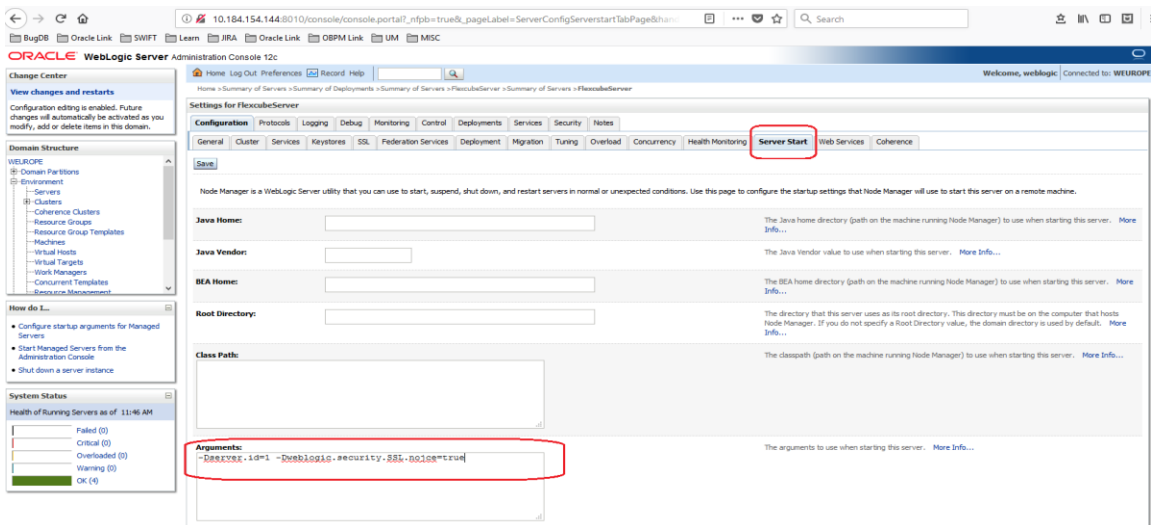 10.184.154.144:8010/console/console.portal?_nfpb=true&_pageLabel=ServerConfigServerstartTabPage&hand
Search
BugDB Oracle Link SWIFT Learn JIRA Oracle Link OBPM Link UM MISC
ORACLE WebLogic Server Administration Console 12c
Change Center
View changes and restarts
Configuration editing is enabled. Future
changes will automatically be activated as you
modify, add or delete items in this domain.
Domain Structure
WEUROPE
Domain Partitions
Environment
Servers
Clusters
Coherence Clusters
Resource Groups
Resource Group Templates
Machines
Virtual Hosts
Virtual Targets
Work Managers
Concurrent Templates
Resource Management
How do I...
Configure startup arguments for Managed
Servers
Start Managed Servers from the
Administration Console
Shut down a server instance
System Status
Health of Running Servers as of 11:46 AM
Failed (0)
Critical (0)
Overloaded (0)
Warning (0)
OK (4)
Home Log Out Preferences Record Help
Welcome, weblogic Connected to: WEUROPE
Home >Summary of Servers >Summary of Deployments >Summary of Servers >FlexcubeServer >Summary of Servers >FlexcubeServer
Settings for FlexcubeServer
Configuration Protocols Logging Debug Monitoring Control Deployments Services Security Notes
General Cluster Services Keystores SSL Federation Services Deployment Migration Tuning Overload Concurrency Health Monitoring Server Start Web Services Coherence
Save
Node Manager is a WebLogic Server utility that you can use to start, suspend, shut down, and restart servers in normal or unexpected conditions. Use this page to configure the startup settings that Node Manager will use to start this server on a remote machine.
Java Home:
The Java home directory (path on the machine running Node Manager) to use when starting this server. More
Info...
Java Vendor:
The Java Vendor value to use when starting this server. More Info...
BEA Home:
The BEA home directory (path on the machine running Node Manager) to use when starting this server. More
Info...
Root Directory:
The directory that this server uses as its root directory. This directory must be on the computer that hosts
Node Manager. If you do not specify a Root Directory value, the domain directory is used by default. More
Info...
Class Path:
The classpath (path on the machine running Node Manager) to use when starting this server. More Info...
Arguments:
-Dserver.id=1 -Dweblogic.security.SSL.nojce=true
The arguments to use when starting this server. More Info...